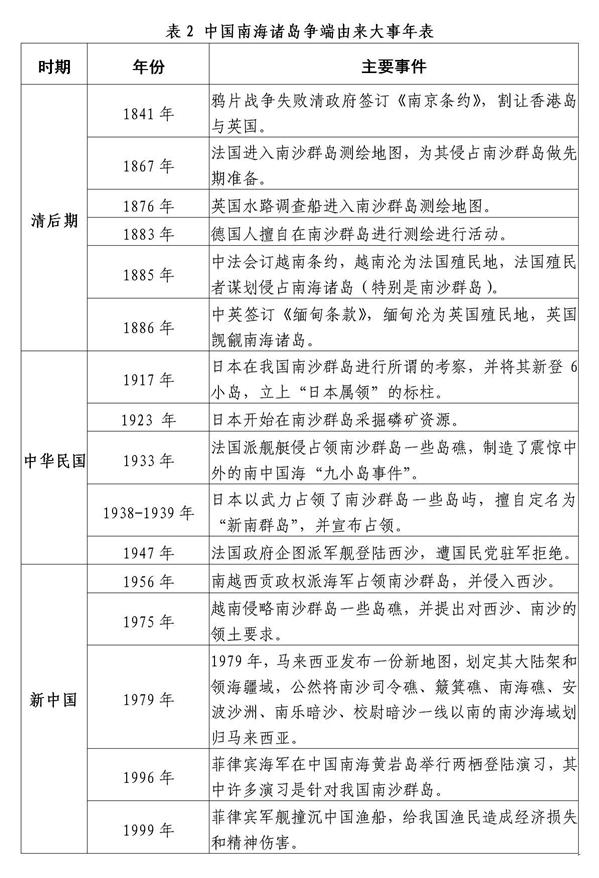 表 2 中国南海诸岛争端由来大事年表
时期 年份 主要事件
清后期
1841 年
鸦片战争失败清政府签订《南京条约》，割让香港岛
与英国。
1867 年
法国进入南沙群岛测绘地图，为其侵占南沙群岛做先
期准备。
1876 年
英国水路调查船进入南沙群岛测绘地图。
1883 年
德国人擅自在南沙群岛进行测绘进行活动。
1885 年
中法会订越南条约，越南沦为法国殖民地，法国殖民
者谋划侵占南海诸岛（特别是南沙群岛）。
1886 年
中英签订《缅甸条款》，缅甸沦为英国殖民地，英国
觊觎南海诸岛。
中华民国
1917 年
日本在我国南沙群岛进行所谓的考察，并将其新登 6
小岛，立上“日本属领”的标柱。
1923 年
日本开始在南沙群岛采掘磷矿资源。
1933 年
法国派舰艇侵占领南沙群岛一些岛礁，制造了震惊中
外的南中国海“九小岛事件”。
1938-1939 年
日本以武力占领了南沙群岛一些岛屿，擅自定名为
“新南群岛”，并宣布占领。
1947 年
法国政府企图派军舰登陆西沙，遭国民党驻军拒绝。
新中国
1956 年
南越西贡政权派海军占领南沙群岛，并侵入西沙。
1975 年
越南侵略南沙群岛一些岛礁，并提出对西沙、南沙的
领土要求。
1979 年
1979 年，马来西亚发布一份新地图，划定其大陆架和
领海疆域，公然将南沙司令礁、簸箕礁、南海礁、安
波沙洲、南乐暗沙、校尉暗沙一线以南的南沙海域划
归马来西亚。
1996 年
菲律宾海军在中国南海黄岩岛举行两栖登陆演习，其
中许多演习是针对我国南沙群岛。
1999 年
菲律宾军舰撞沉中国渔船，给我国渔民造成经济损失
和精神伤害。